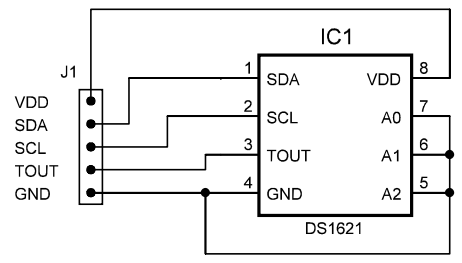 IC1
J1
VDD
SDA
SCL
TOUT
GND
1 SDA VDD 8
2 SCL A0 7
3 TOUT A1 6
4 GND A2 5
DS1621